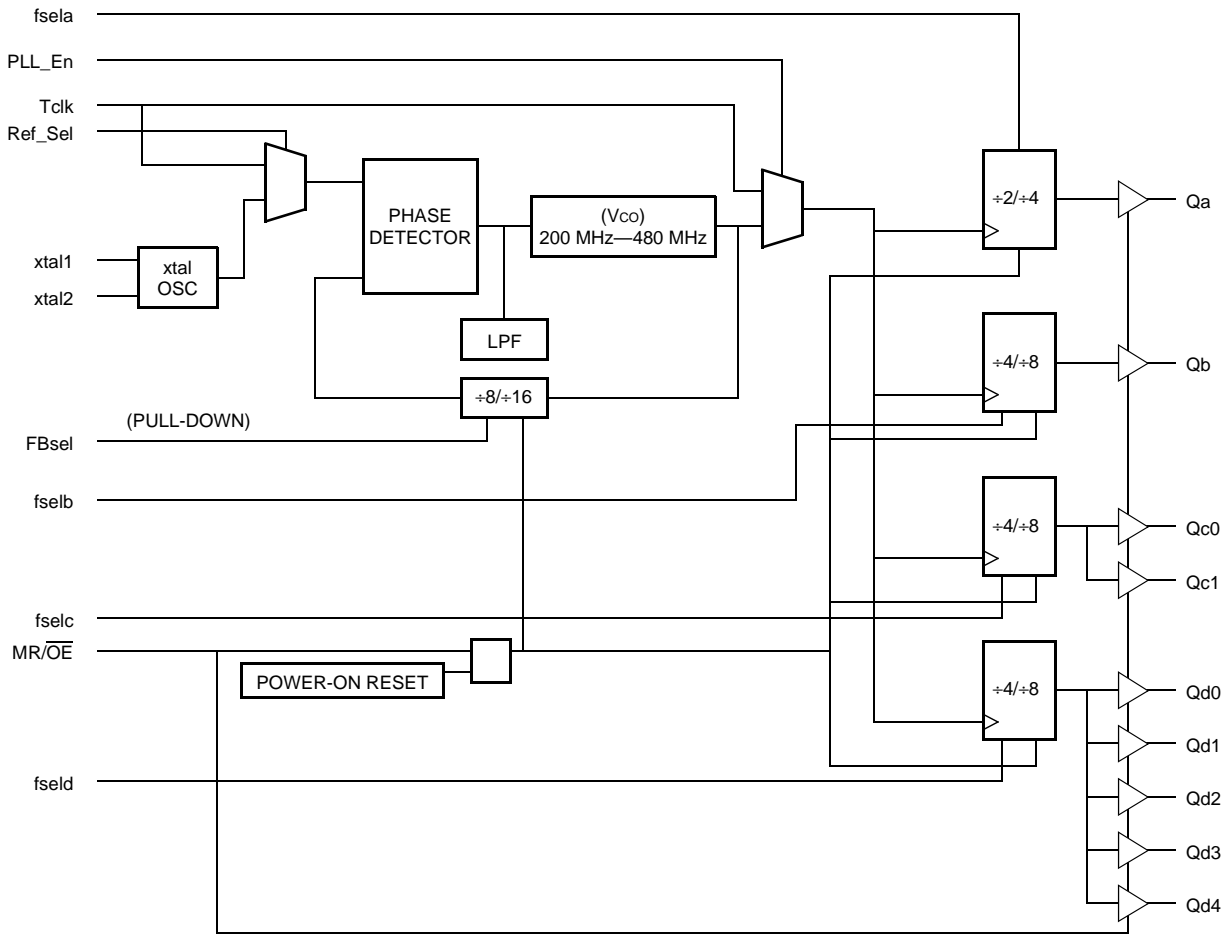 fsela
PLL_En
Tclk
Ref_Sel
÷2/÷4
PHASE
DETECTOR
(VCO)
200 MHz—480 MHz
Qa
xtal1
xtal2
xtal
OSC
LPF
÷4/÷8
Qb
÷8/÷16
(PULL-DOWN)
FBsel
fselb
÷4/÷8
Qc0
Qc1
fselc
MR/O̅E̅
POWER-ON RESET
÷4/÷8
Qd0
Qd1
fseld
Qd2
Qd3
Qd4